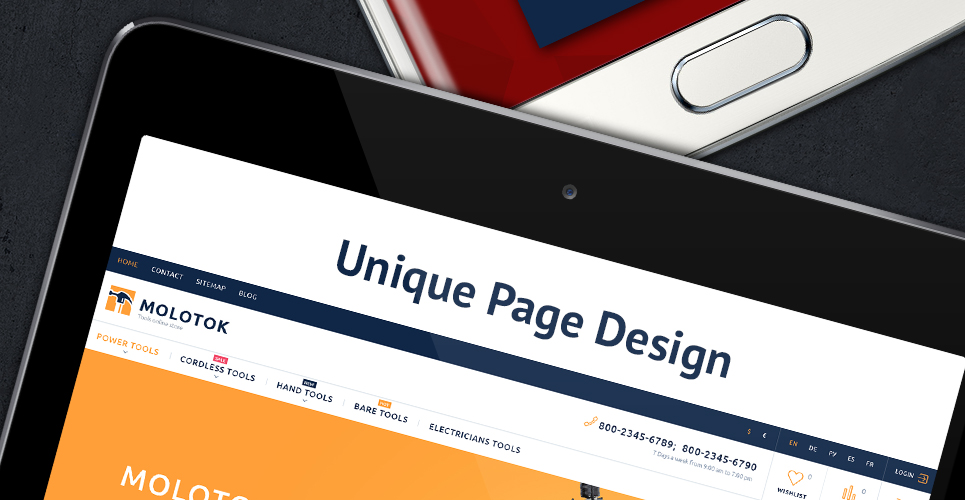 Unique Page Design
HOME CONTACT SITEMAP BLOG
$ € EN DE РУ ES FR LOGIN
MOLOTOK
Tools online store
800-2345-6789; 800-2345-6790
7 Days a week from 9:00 am to 7:00 pm
0 0
WISHLIST
SALE NEW HOT
POWER TOOLS CORDLESS TOOLS HAND TOOLS BARE TOOLS ELECTRICIANS TOOLS
MOLOTO